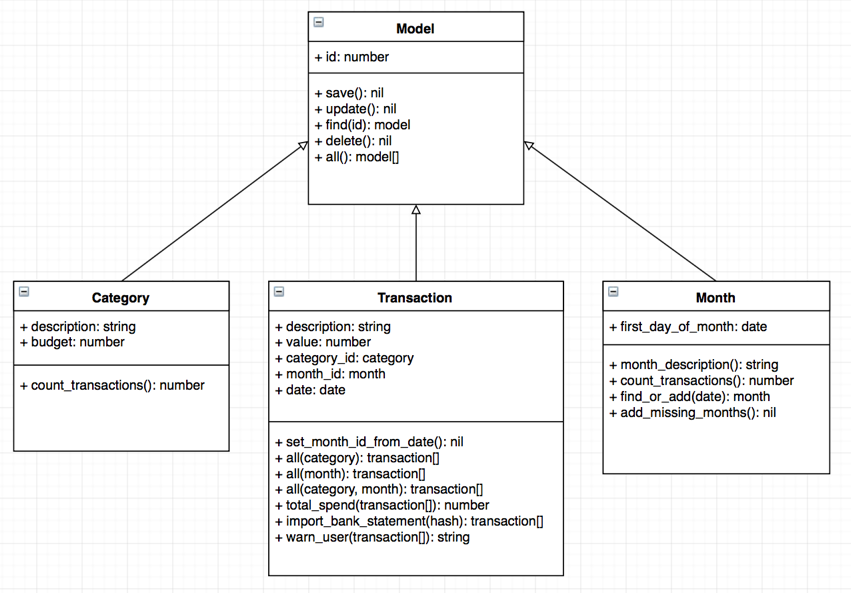 Model
+ id: number
+ save(): nil
+ update(): nil
+ find(id): model
+ delete(): nil
+ all(): model[]
Category
+ description: string
+ budget: number
+ count_transactions(): number
Transaction
+ description: string
+ value: number
+ category_id: category
+ month_id: month
+ date: date
+ set_month_id_from_date(): nil
+ all(category): transaction[]
+ all(month): transaction[]
+ all(category, month): transaction[]
+ total_spend(transaction[]): number
+ import_bank_statement(hash): transaction[]
+ warn_user(transaction[]): string
Month
+ first_day_of_month: date
+ month_description(): string
+ count_transactions(): number
+ find_or_add(date): month
+ add_missing_months(): nil